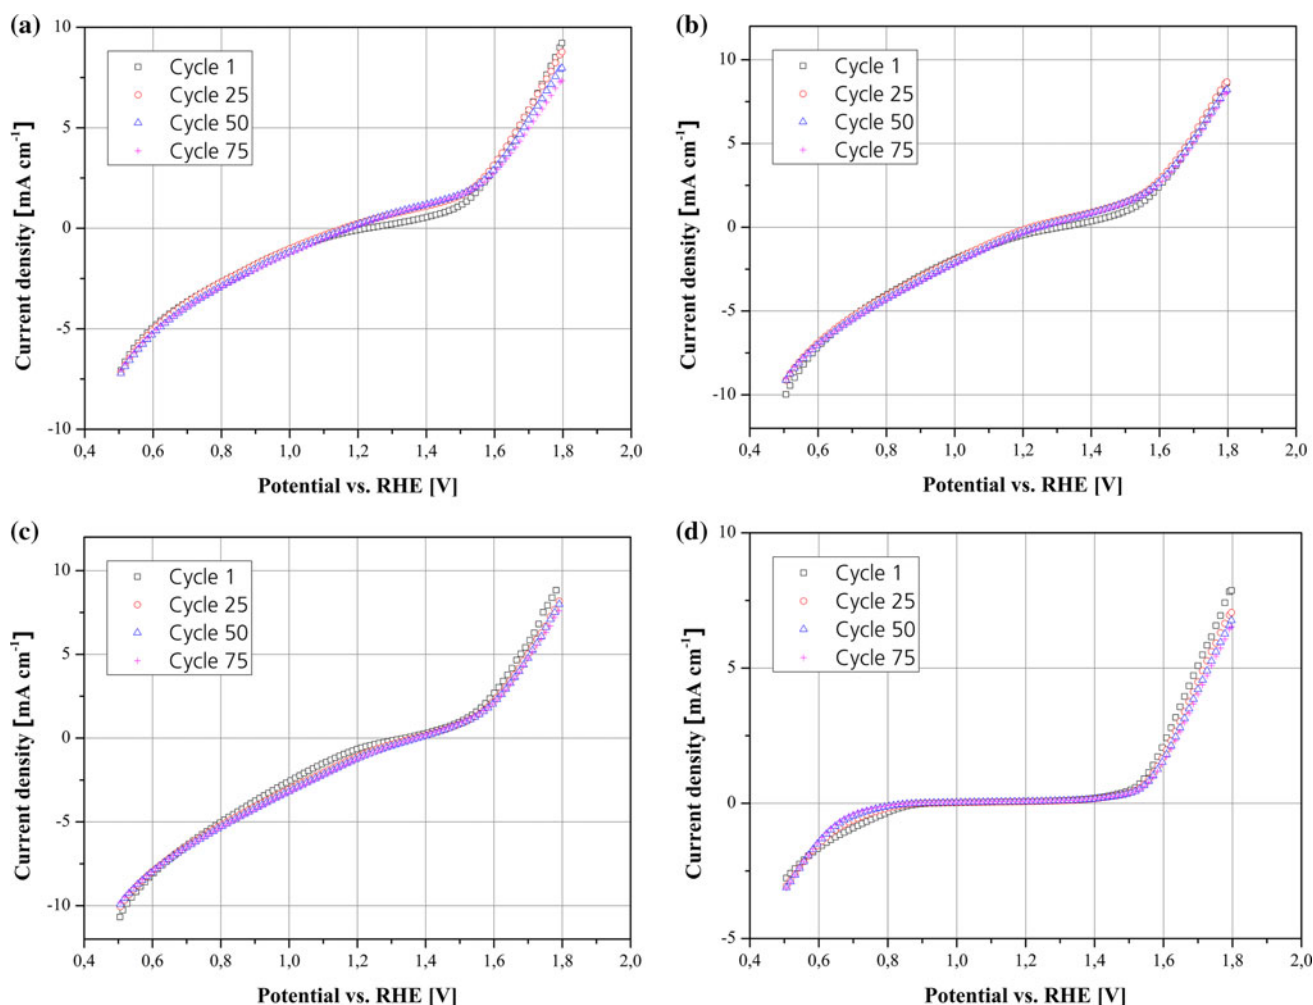 (a)
10
5
0
-5
-10
Current density [mA cm⁻¹]
Cycle 1
Cycle 25
Cycle 50
Cycle 75
0,4 0,6 0,8 1,0 1,2 1,4 1,6 1,8 2,0
Potential vs. RHE [V]
(b)
10
5
0
-5
-10
Current density [mA cm⁻¹]
Cycle 1
Cycle 25
Cycle 50
Cycle 75
0,4 0,6 0,8 1,0 1,2 1,4 1,6 1,8 2,0
Potential vs. RHE [V]
(c)
10
5
0
-5
-10
Current density [mA cm⁻¹]
Cycle 1
Cycle 25
Cycle 50
Cycle 75
0,4 0,6 0,8 1,0 1,2 1,4 1,6 1,8 2,0
Potential vs. RHE [V]
(d)
10
5
0
-5
Current density [mA cm⁻¹]
Cycle 1
Cycle 25
Cycle 50
Cycle 75
0,4 0,6 0,8 1,0 1,2 1,4 1,6 1,8 2,0
Potential vs. RHE [V]